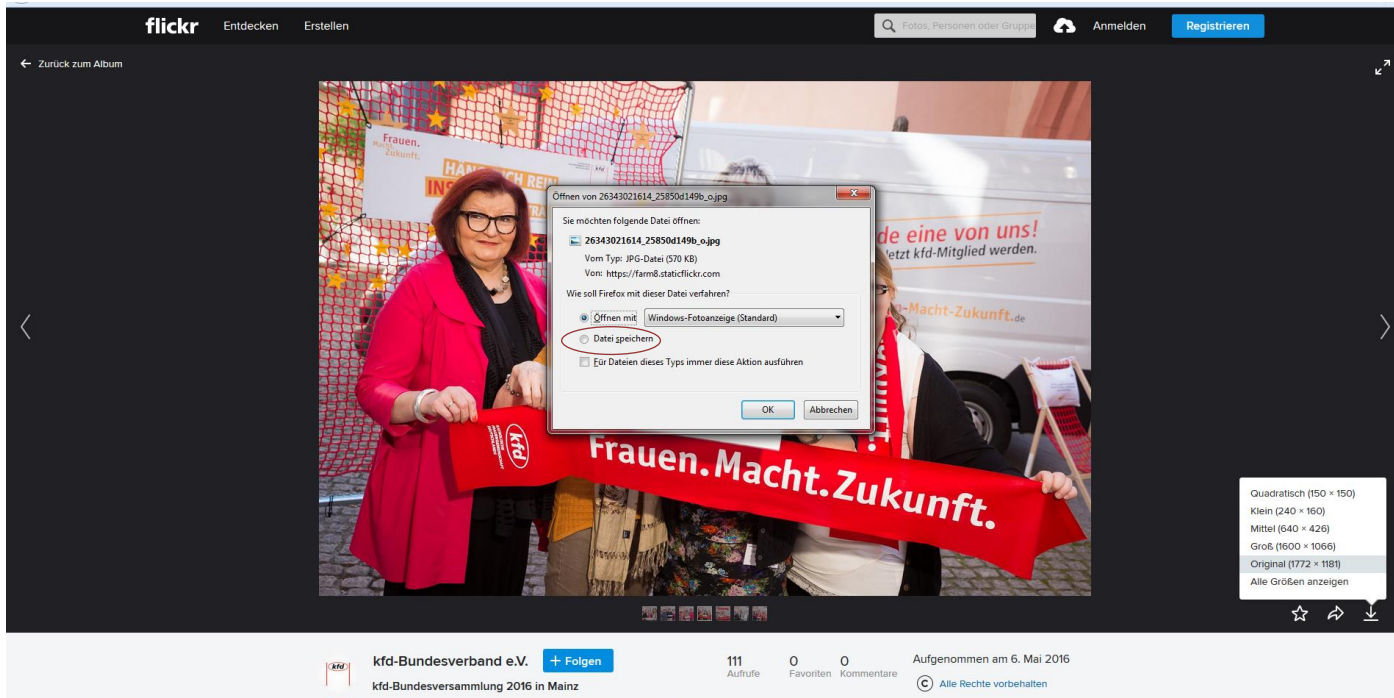 flickr
Entdecken
Erstellen
Fotos, Personen oder Gruppe
Anmelden
Registrieren
Zurück zum Album
Frauen.
Macht.
Zukunft.
de eine von uns!
Jetzt kfd-Mitglied werden.
n-Macht-Zukunft.de
Öffnen von 26343021614_25850d149b_o.jpg
Sie möchten folgende Datei öffnen:
26343021614_25850d149b_o.jpg
Vom Typ: JPG-Datei (570 KB)
Von: https://farm8.staticflickr.com
Wie soll Firefox mit dieser Datei verfahren?
Öffnen mit
Windows-Fotoanzeige (Standard)
Datei speichern
Für Dateien dieses Typs immer diese Aktion ausführen
OK
Abbrechen
kfd
Frauen.Macht.Zukunft.
Quadratisch (150 × 150)
Klein (240 × 160)
Mittel (640 × 426)
Groß (1600 × 1066)
Original (1772 × 1181)
Alle Größen anzeigen
kfd
kfd-Bundesverband e.V.
+ Folgen
kfd-Bundesversammlung 2016 in Mainz
111
Aufrufe
0
Favoriten
0
Kommentare
Aufgenommen am 6. Mai 2016
© Alle Rechte vorbehalten